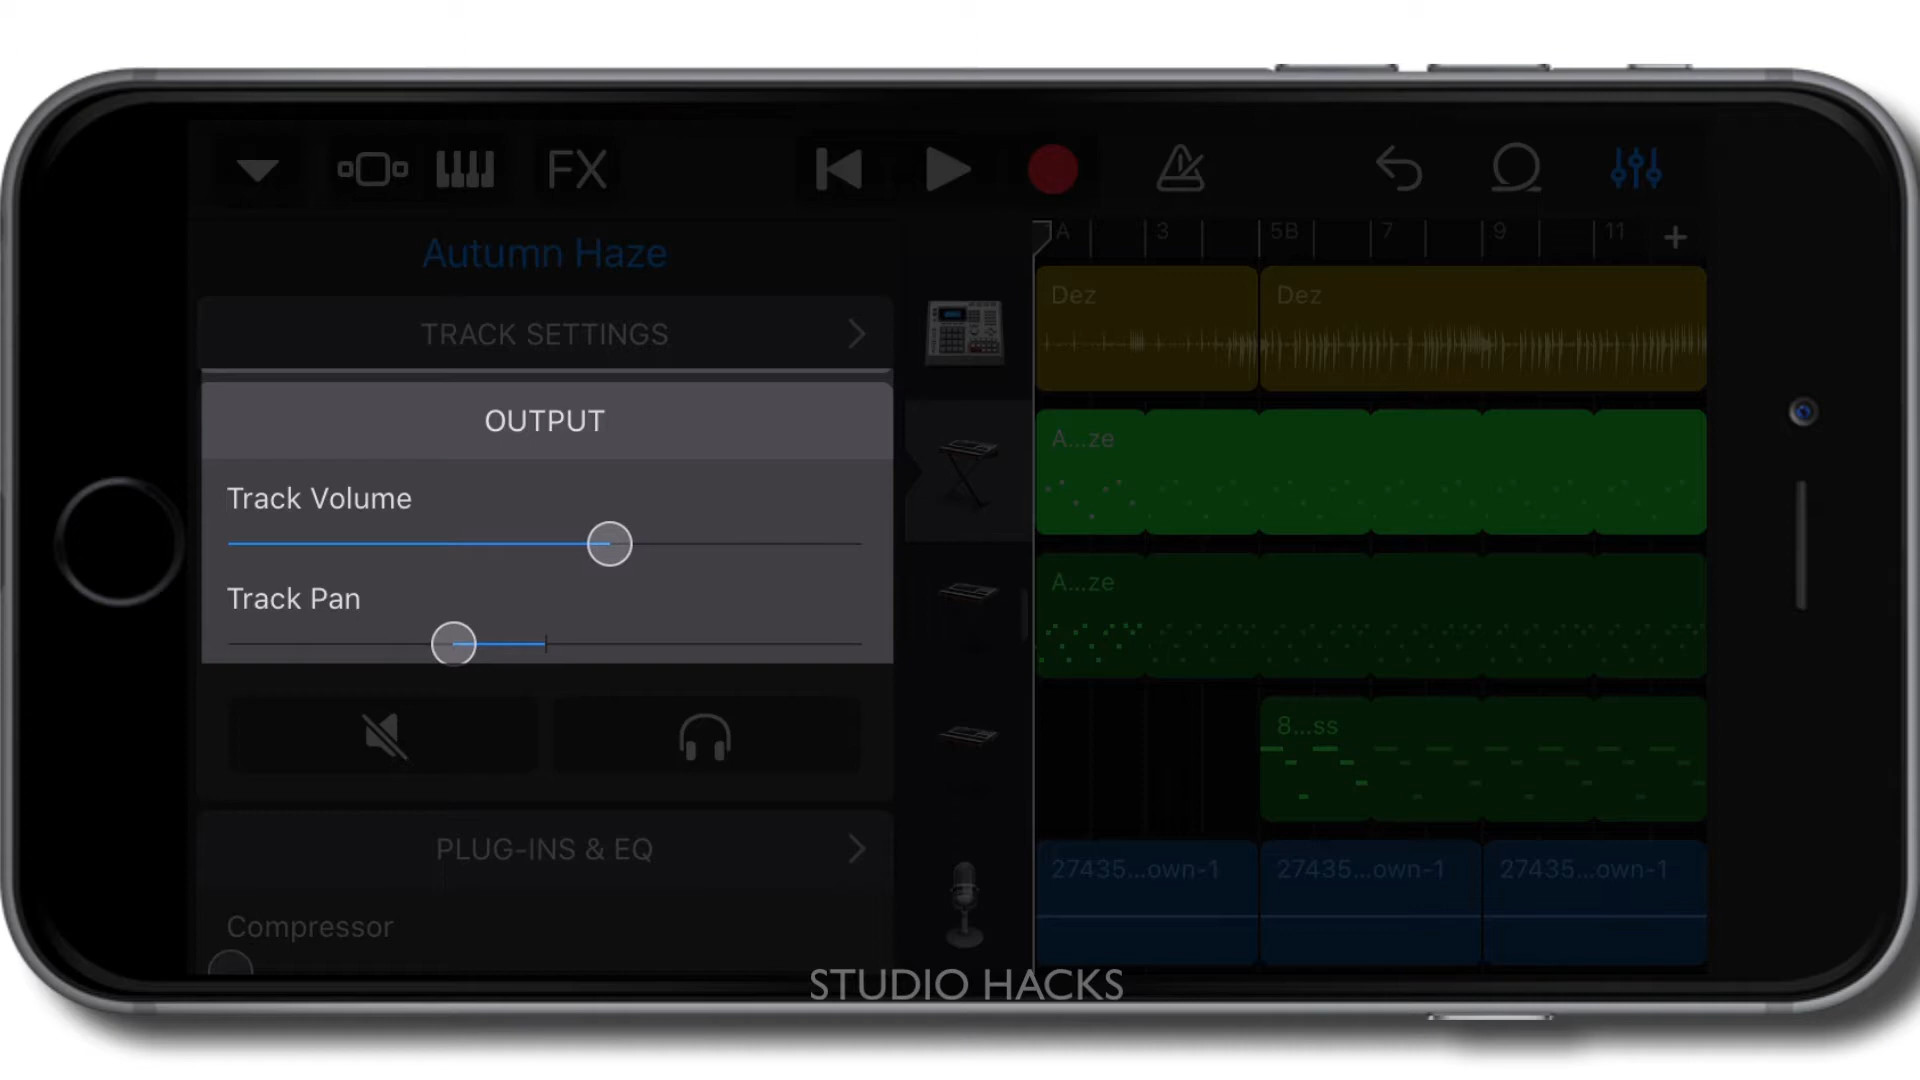 FX
Autumn Haze
A 3 5B 7 9 11 +
TRACK SETTINGS
Dez Dez
OUTPUT
A...ze
Track Volume
Track Pan
A...ze
8...ss
PLUG-INS & EQ
27435...own-1 27435...own-1 27435...own-1
Compressor
STUDIO HACKS